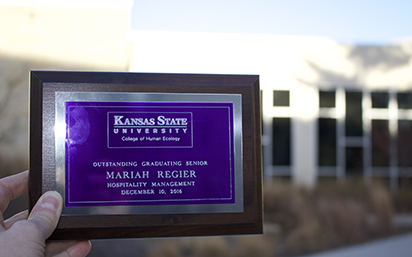 KANSAS STATE
UNIVERSITY
College of Human Ecology
OUTSTANDING GRADUATING SENIOR
MARIAH REGIER
HOSPITALITY MANAGEMENT
DECEMBER 10, 2016